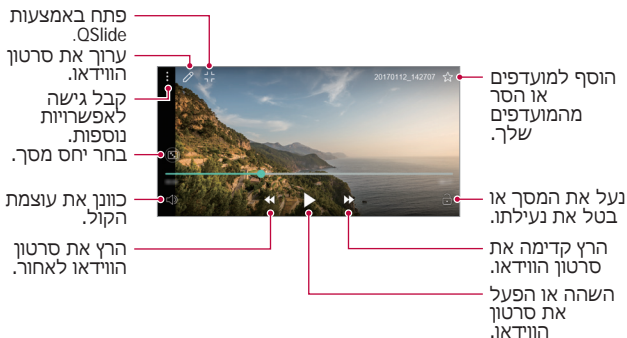 פתח באמצעות
QSlide.
ערוך את סרטון
הווידאו.
קבל גישה
לאפשרויות
נוספות.
בחר יחס מסך.
כוונן את עוצמת
הקול.
הרץ את סרטון
הווידאו לאחור.
20170112_142707
הוסף למועדפים
או הסר
מהמועדפים
שלך.
נעל את המסך או
בטל את נעילתו.
הרץ קדימה את
סרטון הווידאו.
השהה או הפעל
את סרטון
הווידאו.